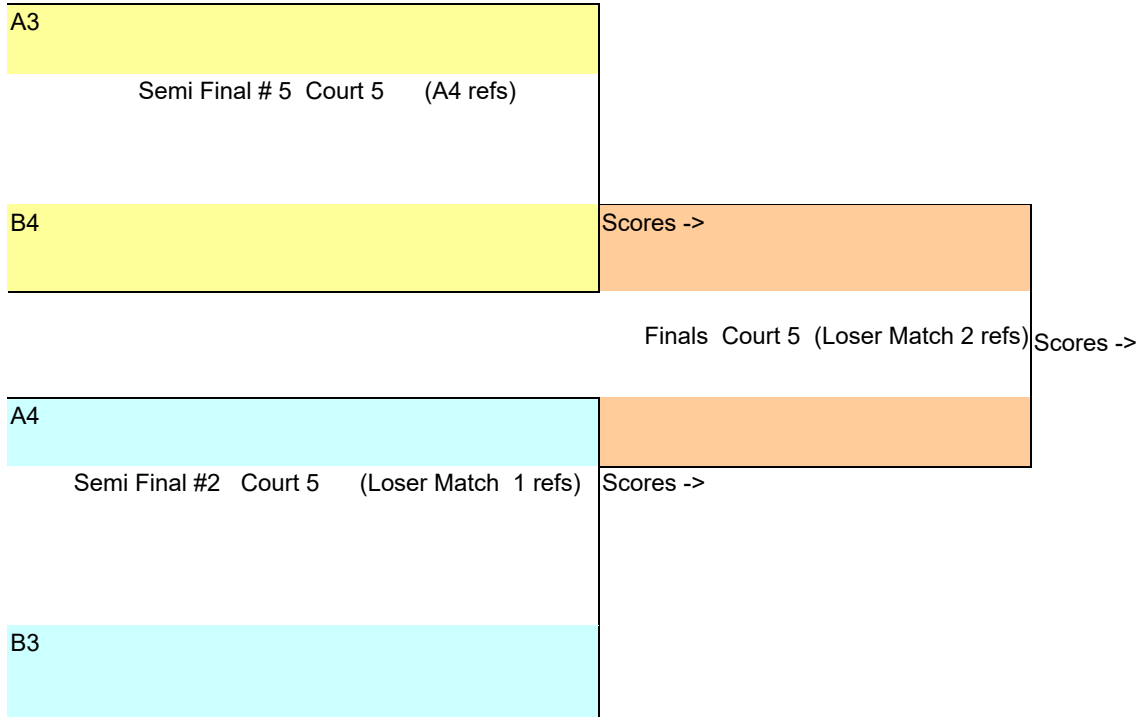 A3
Semi Final # 5 Court 5 (A4 refs)
B4
Scores ->
Finals Court 5 (Loser Match 2 refs)
Scores ->
A4
Semi Final #2 Court 5 (Loser Match 1 refs)
Scores ->
B3